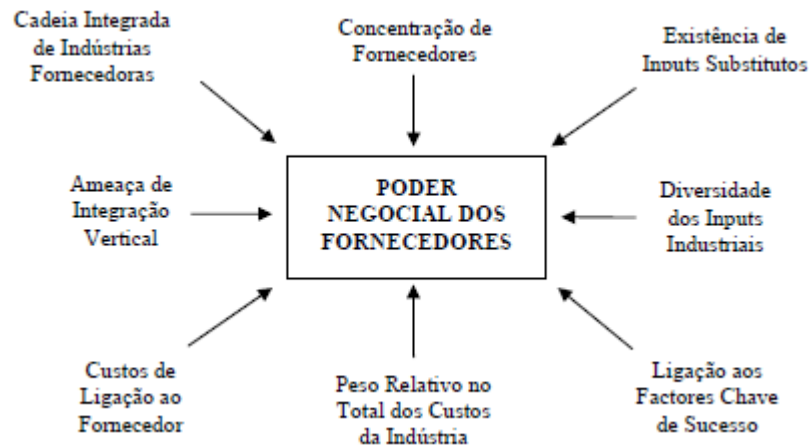 Cadeia Integrada
de Indústrias
Fornecedoras
Concentração de
Fornecedores
Existência de
Inputs Substitutos
Ameaça de
Integração
Vertical
PODER
NEGOCIAL DOS
FORNECEDORES
Diversidade
dos Inputs
Industriais
Custos de
Ligação ao
Fornecedor
Peso Relativo no
Total dos Custos
da Indústria
Ligação aos
Factores Chave
de Sucesso